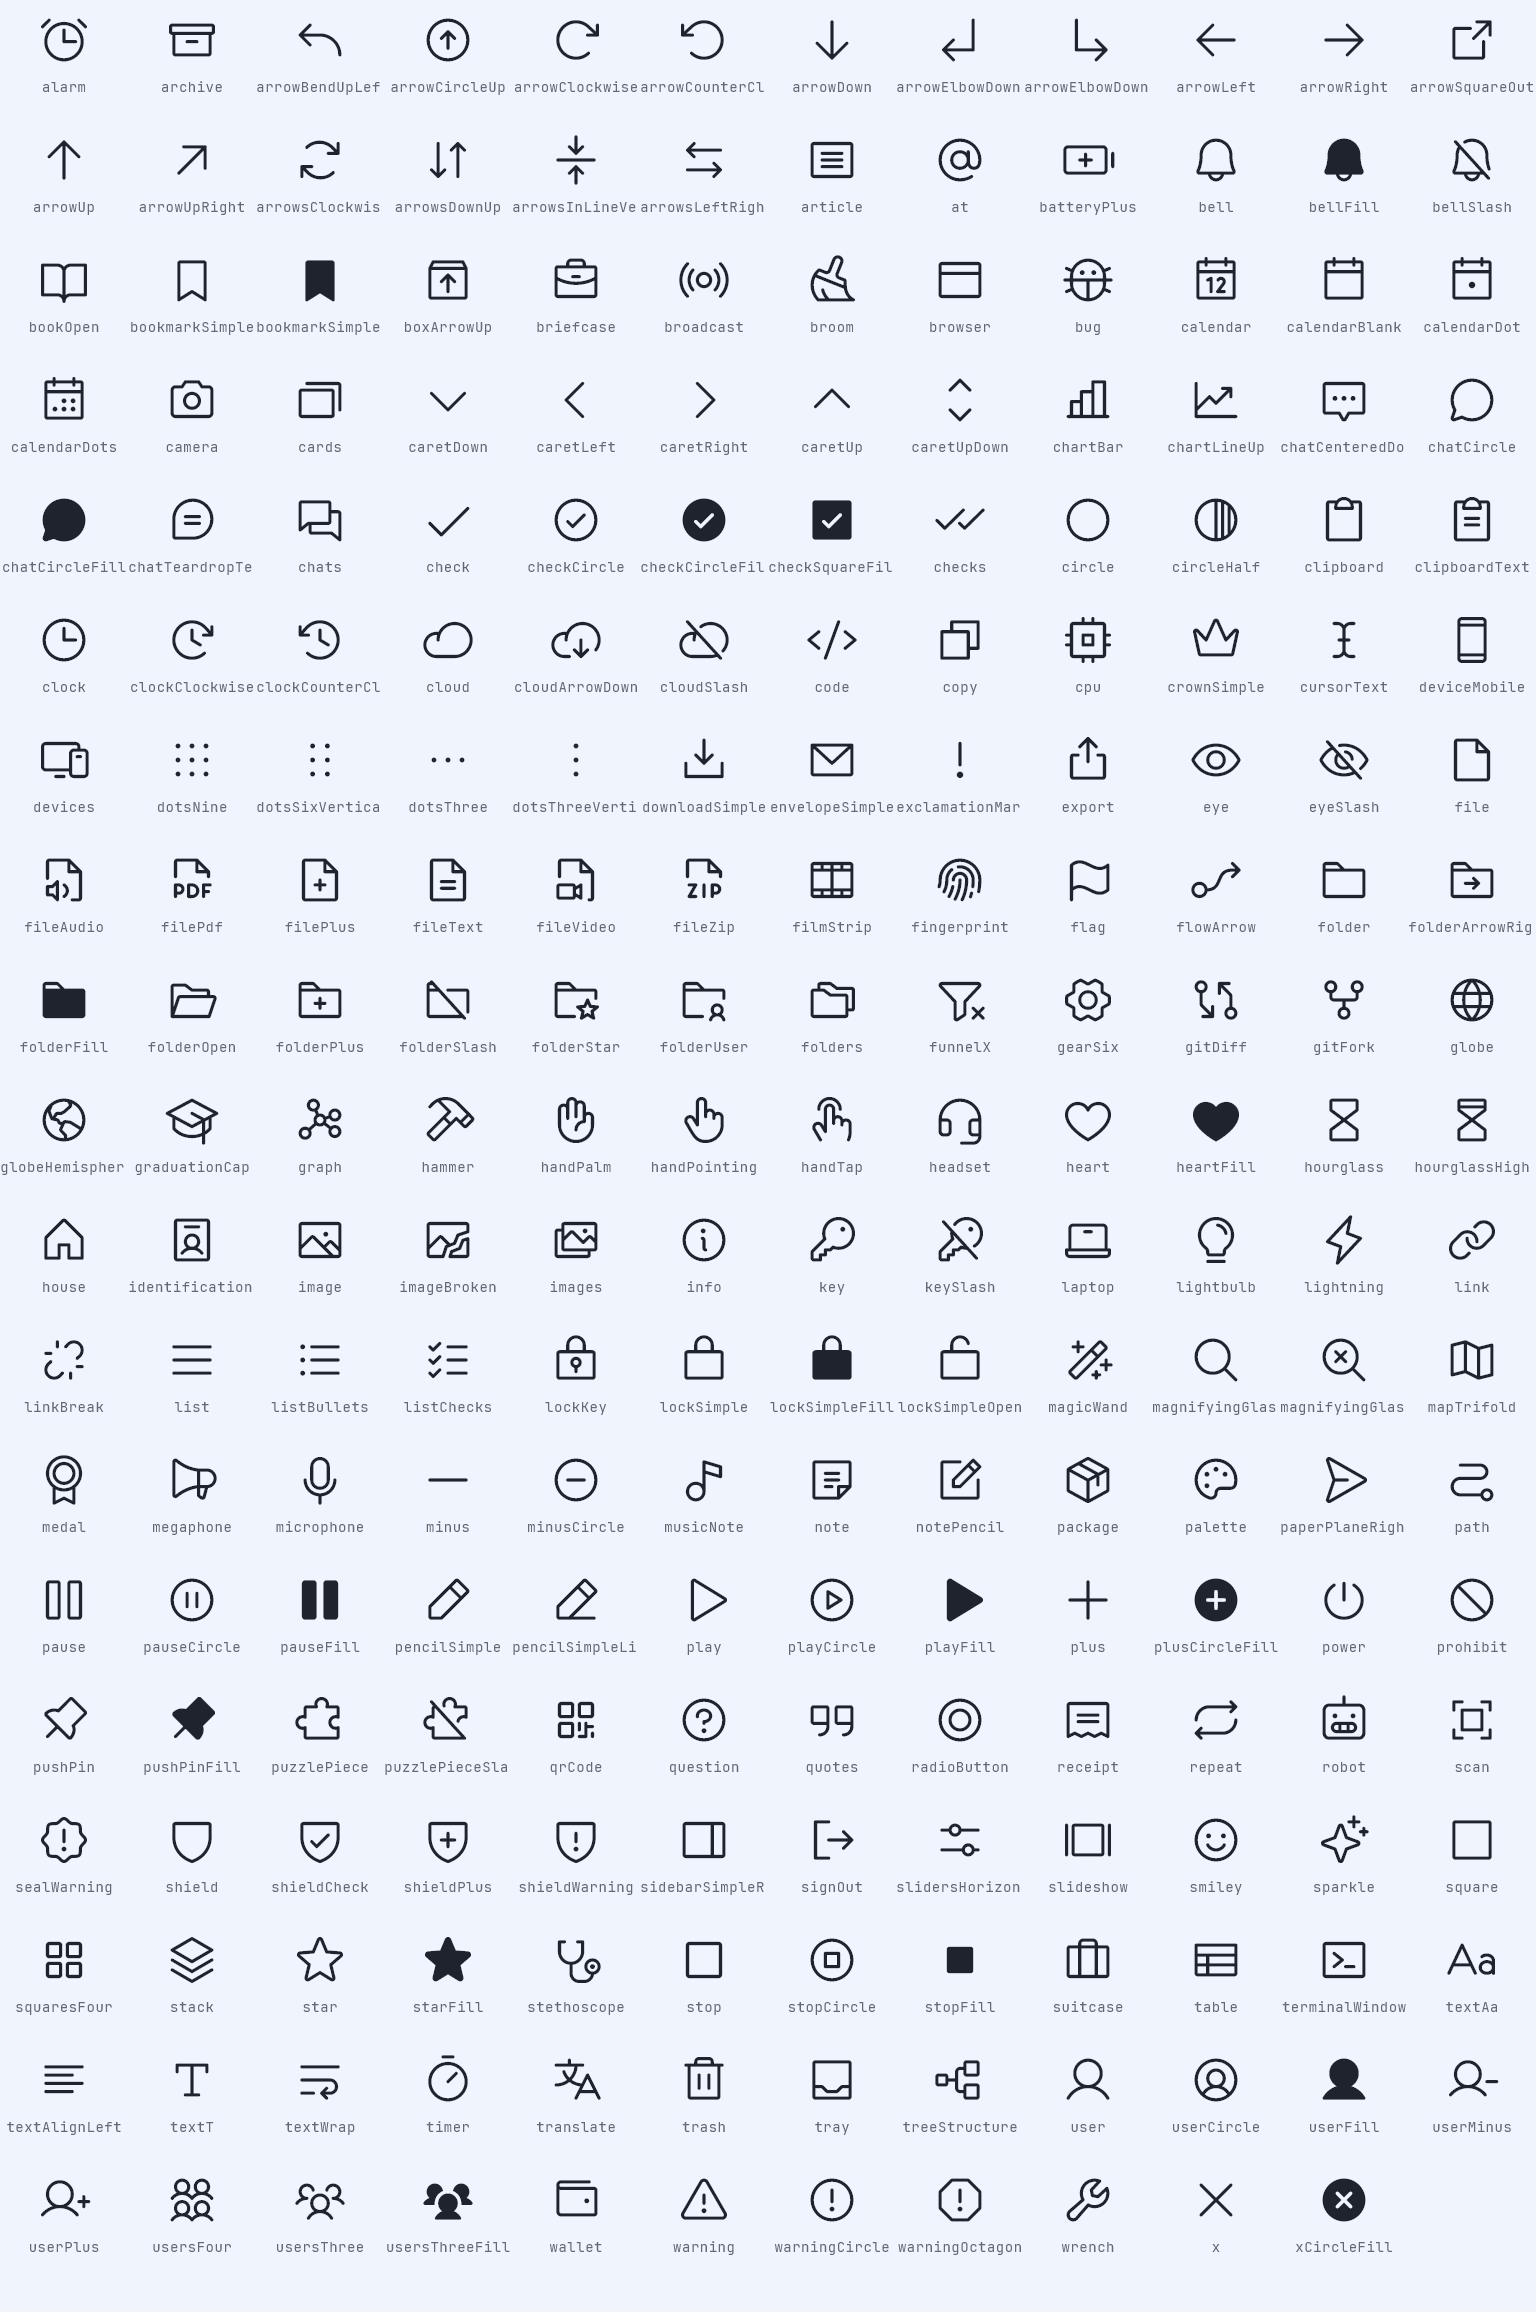 alarm archive arrowBendUpLef arrowCircleUp arrowClockwise arrowCounterCl arrowDown arrowElbowDown arrowElbowDown arrowLeft arrowRight arrowSquareOut
arrowUp arrowUpRight arrowsClockwis arrowsDownUp arrowsInLineVe arrowsLeftRigh article at batteryPlus bell bellFill bellSlash
12
bookOpen bookmarkSimple bookmarkSimple boxArrowUp briefcase broadcast broom browser bug calendar calendarBlank calendarDot
calendarDots camera cards caretDown caretLeft caretRight caretUp caretUpDown chartBar chartLineUp chatCenteredDo chatCircle
chatCircleFill chatTeardropTe chats check checkCircle checkCircleFil checkSquareFil checks circle circleHalf clipboard clipboardText
clock clockClockwise clockCounterCl cloud cloudArrowDown cloudSlash code copy cpu crownSimple cursorText deviceMobile
devices dotsNine dotsSixVertica dotsThree dotsThreeVerti downloadSimple envelopeSimple exclamationMar export eye eyeSlash file
PDF ZIP
fileAudio filePdf filePlus fileText fileVideo fileZip filmStrip fingerprint flag flowArrow folder folderArrowRig
folderFill folderOpen folderPlus folderSlash folderStar folderUser folders funnelX gearSix gitDiff gitFork globe
globeHemispher graduationCap graph hammer handPalm handPointing handTap headset heart heartFill hourglass hourglassHigh
house identification image imageBroken images info key keySlash laptop lightbulb lightning link
linkBreak list listBullets listChecks lockKey lockSimple lockSimpleFill lockSimpleOpen magicWand magnifyingGlas magnifyingGlas mapTrifold
medal megaphone microphone minus minusCircle musicNote note notePencil package palette paperPlaneRigh path
pause pauseCircle pauseFill pencilSimple pencilSimpleLi play playCircle playFill plus plusCircleFill power prohibit
pushPin pushPinFill puzzlePiece puzzlePieceSla qrCode question quotes radioButton receipt repeat robot scan
sealWarning shield shieldCheck shieldPlus shieldWarning sidebarSimpleR signOut slidersHorizon slideshow smiley sparkle square
Aa
squaresFour stack star starFill stethoscope stop stopCircle stopFill suitcase table terminalWindow textAa
T
textAlignLeft textT textWrap timer translate trash tray treeStructure user userCircle userFill userMinus
userPlus usersFour usersThree usersThreeFill wallet warning warningCircle warningOctagon wrench x xCircleFill